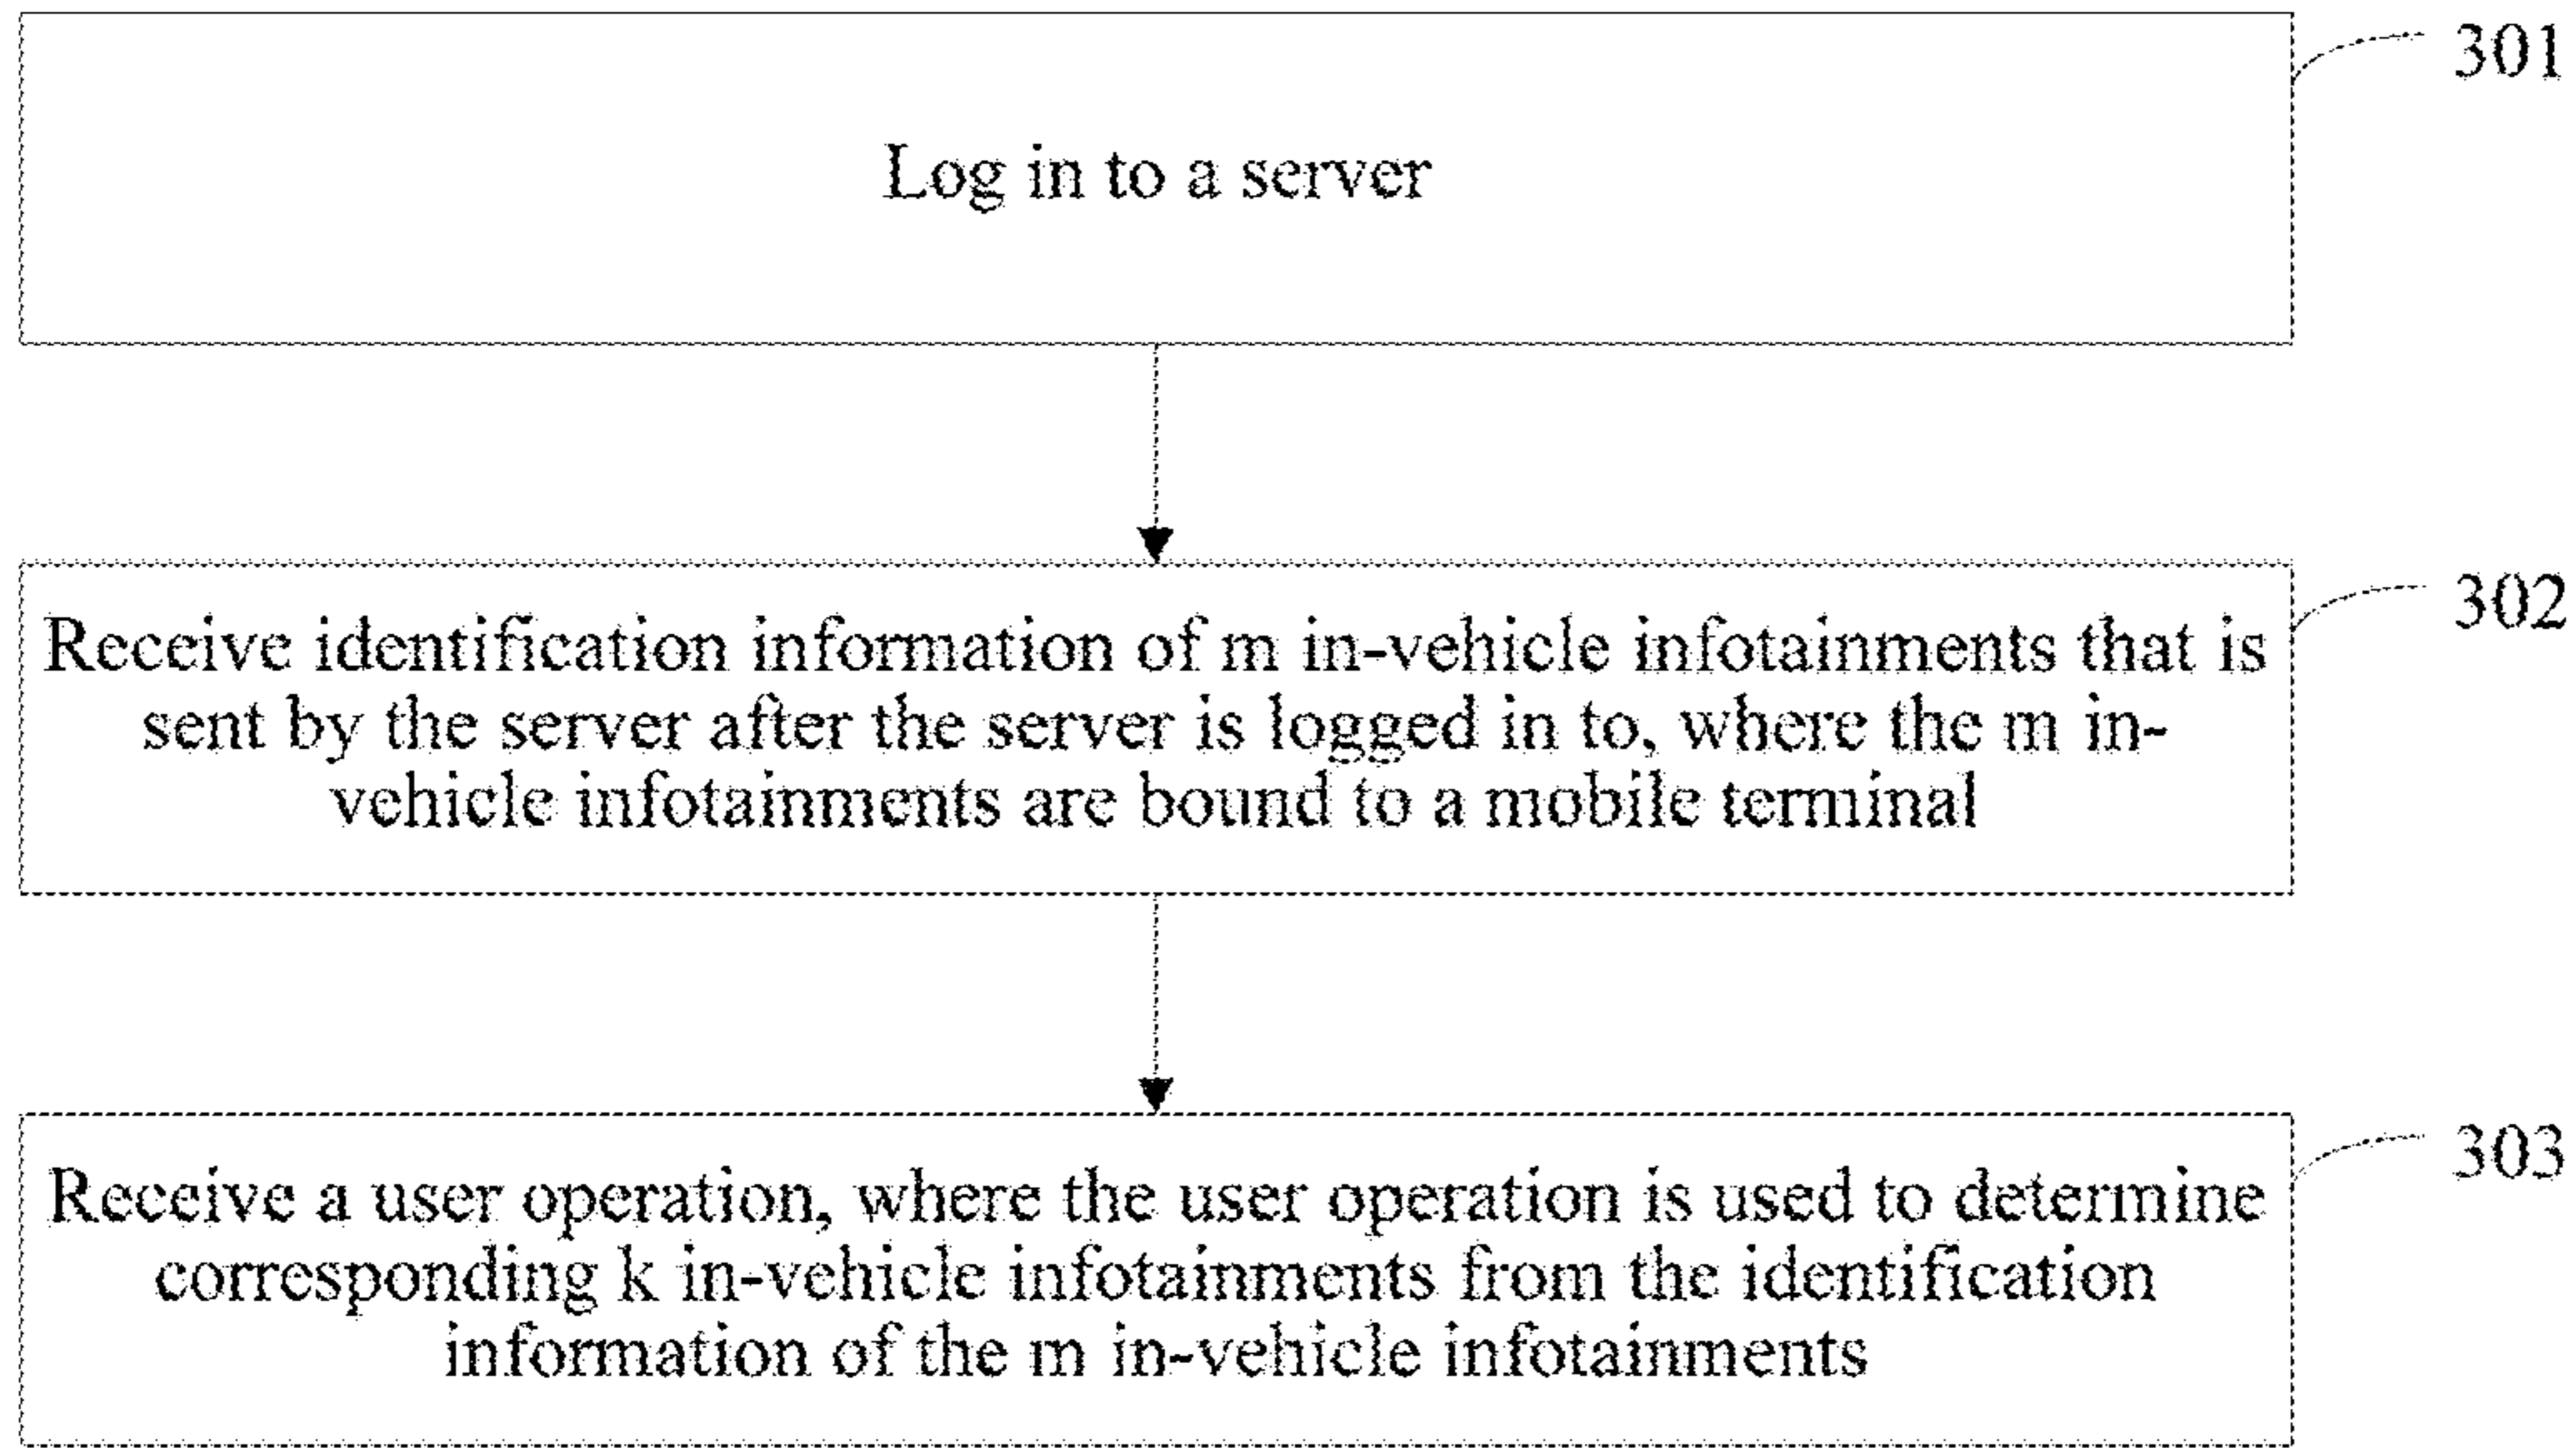 301
Log in to a server
302
Receive identification information of m in-vehicle infotainments that is
sent by the server after the server is logged in to, where the m in-
vehicle infotainments are bound to a mobile terminal
303
Receive a user operation, where the user operation is used to determine
corresponding k in-vehicle infotainments from the identification
information of the m in-vehicle infotainments